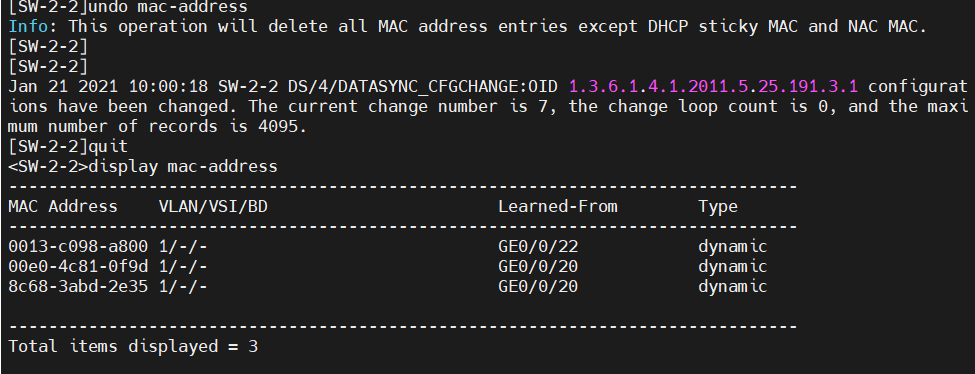 [SW-2-2]undo mac-address
Info: This operation will delete all MAC address entries except DHCP sticky MAC and NAC MAC.
[SW-2-2]
[SW-2-2]
Jan 21 2021 10:00:18 SW-2-2 DS/4/DATASYNC_CFGCHANGE:OID 1.3.6.1.4.1.2011.5.25.191.3.1 configurat
ions have been changed. The current change number is 7, the change loop count is 0, and the maxi
mum number of records is 4095.
[SW-2-2]quit
<SW-2-2>display mac-address
-------------------------------------------------------------------------------
MAC Address    VLAN/VSI/BD                       Learned-From        Type
-------------------------------------------------------------------------------
0013-c098-a800 1/-/-                             GE0/0/22            dynamic
00e0-4c81-0f9d 1/-/-                             GE0/0/20            dynamic
8c68-3abd-2e35 1/-/-                             GE0/0/20            dynamic
-------------------------------------------------------------------------------
Total items displayed = 3